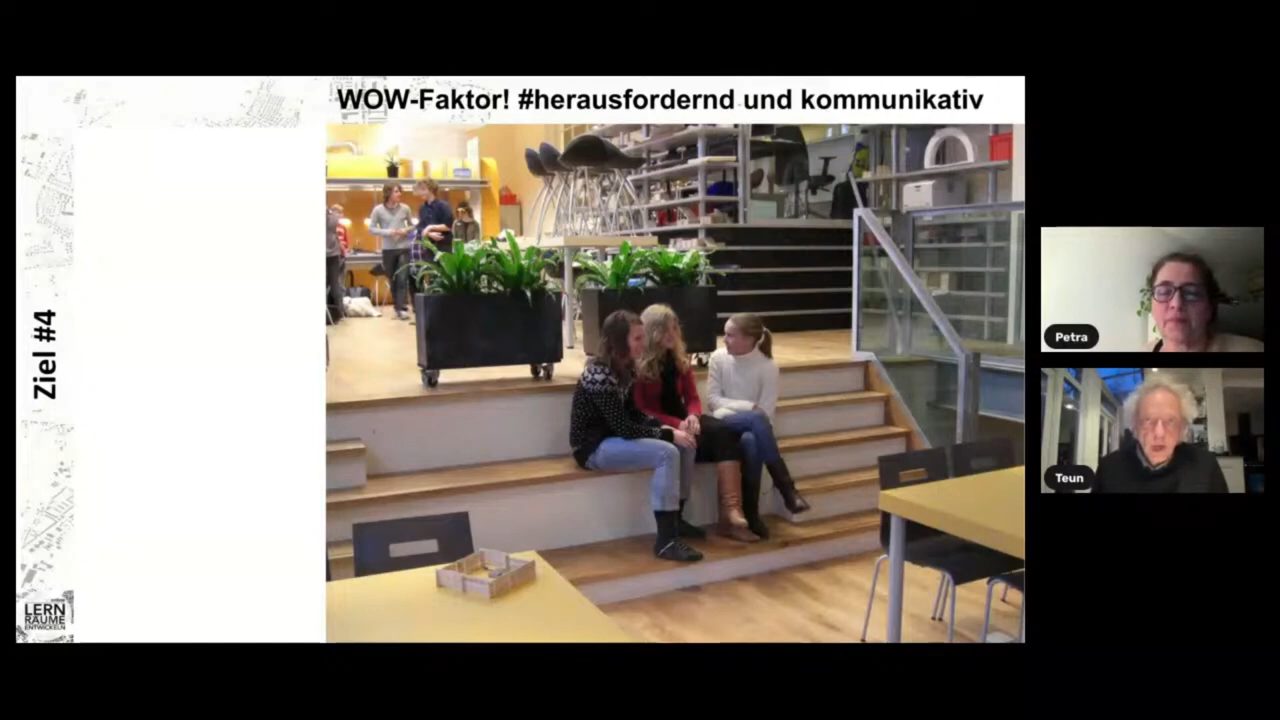 WOW-Faktor! #herausfordernd und kommunikativ
Ziel #4
LERN
RÄUME
ENTWICKELN
Petra
Teun